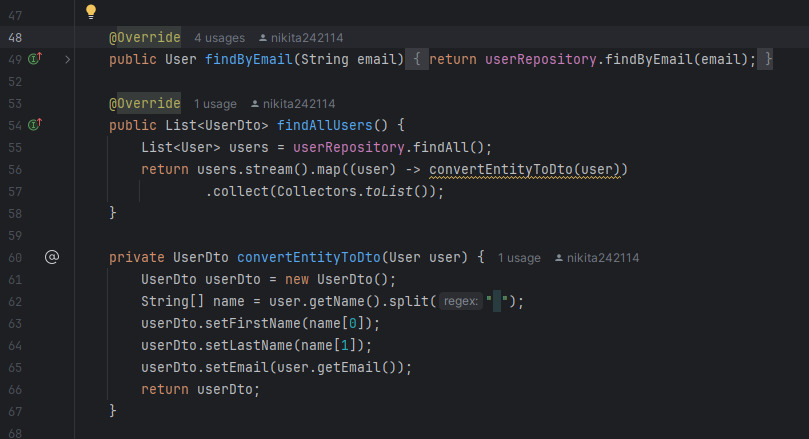 47
48 @Override 4 usages nikita242114
49 public User findByEmail(String email) { return userRepository.findByEmail(email); }
52
53 @Override 1 usage nikita242114
54 public List<UserDto> findAllUsers() {
55 List<User> users = userRepository.findAll();
56 return users.stream().map((user) -> convertEntityToDto(user))
57 .collect(Collectors.toList());
58 }
59
60 private UserDto convertEntityToDto(User user) { 1 usage nikita242114
61 UserDto userDto = new UserDto();
62 String[] name = user.getName().split( regex: " ");
63 userDto.setFirstName(name[0]);
64 userDto.setLastName(name[1]);
65 userDto.setEmail(user.getEmail());
66 return userDto;
67 }
68